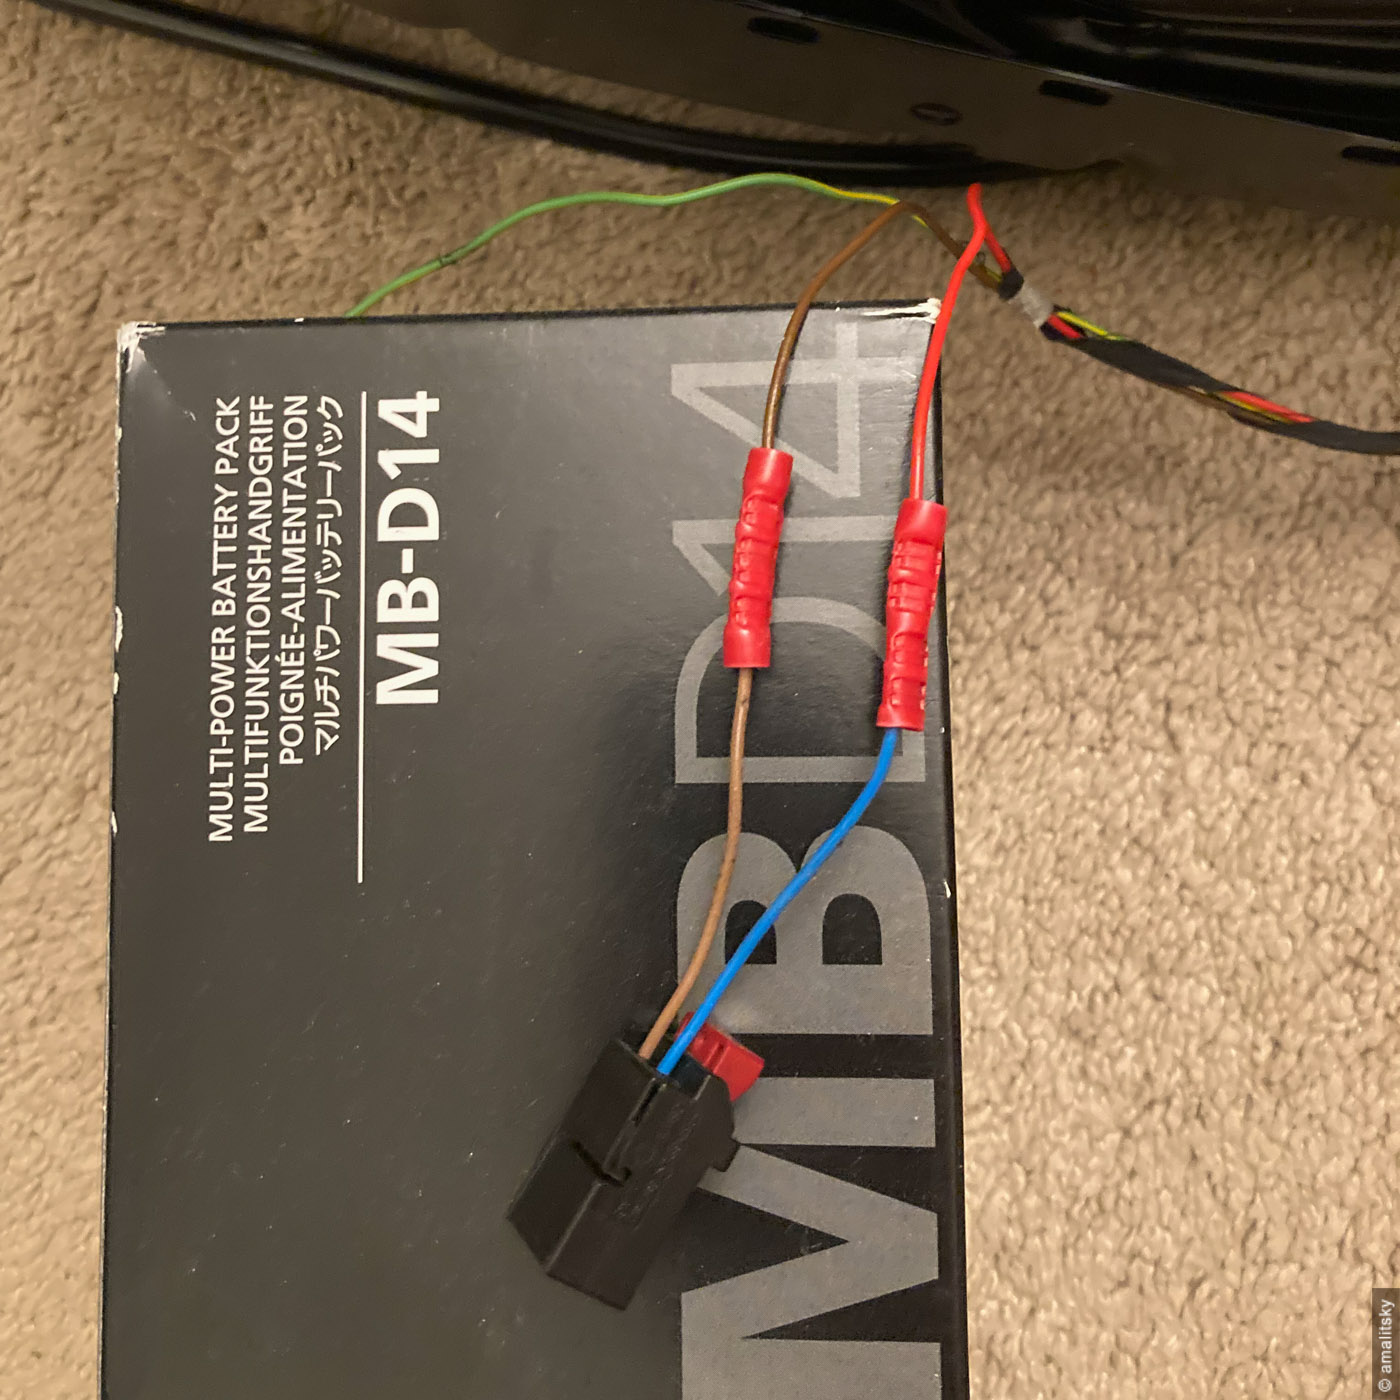 MULTI-POWER BATTERY PACK
MULTIFUNKTIONSHANDGRIFF
POIGNÉE-ALIMENTATION
マルチパワーバッテリーパック
MB-D14
MB D14
© amalitsky